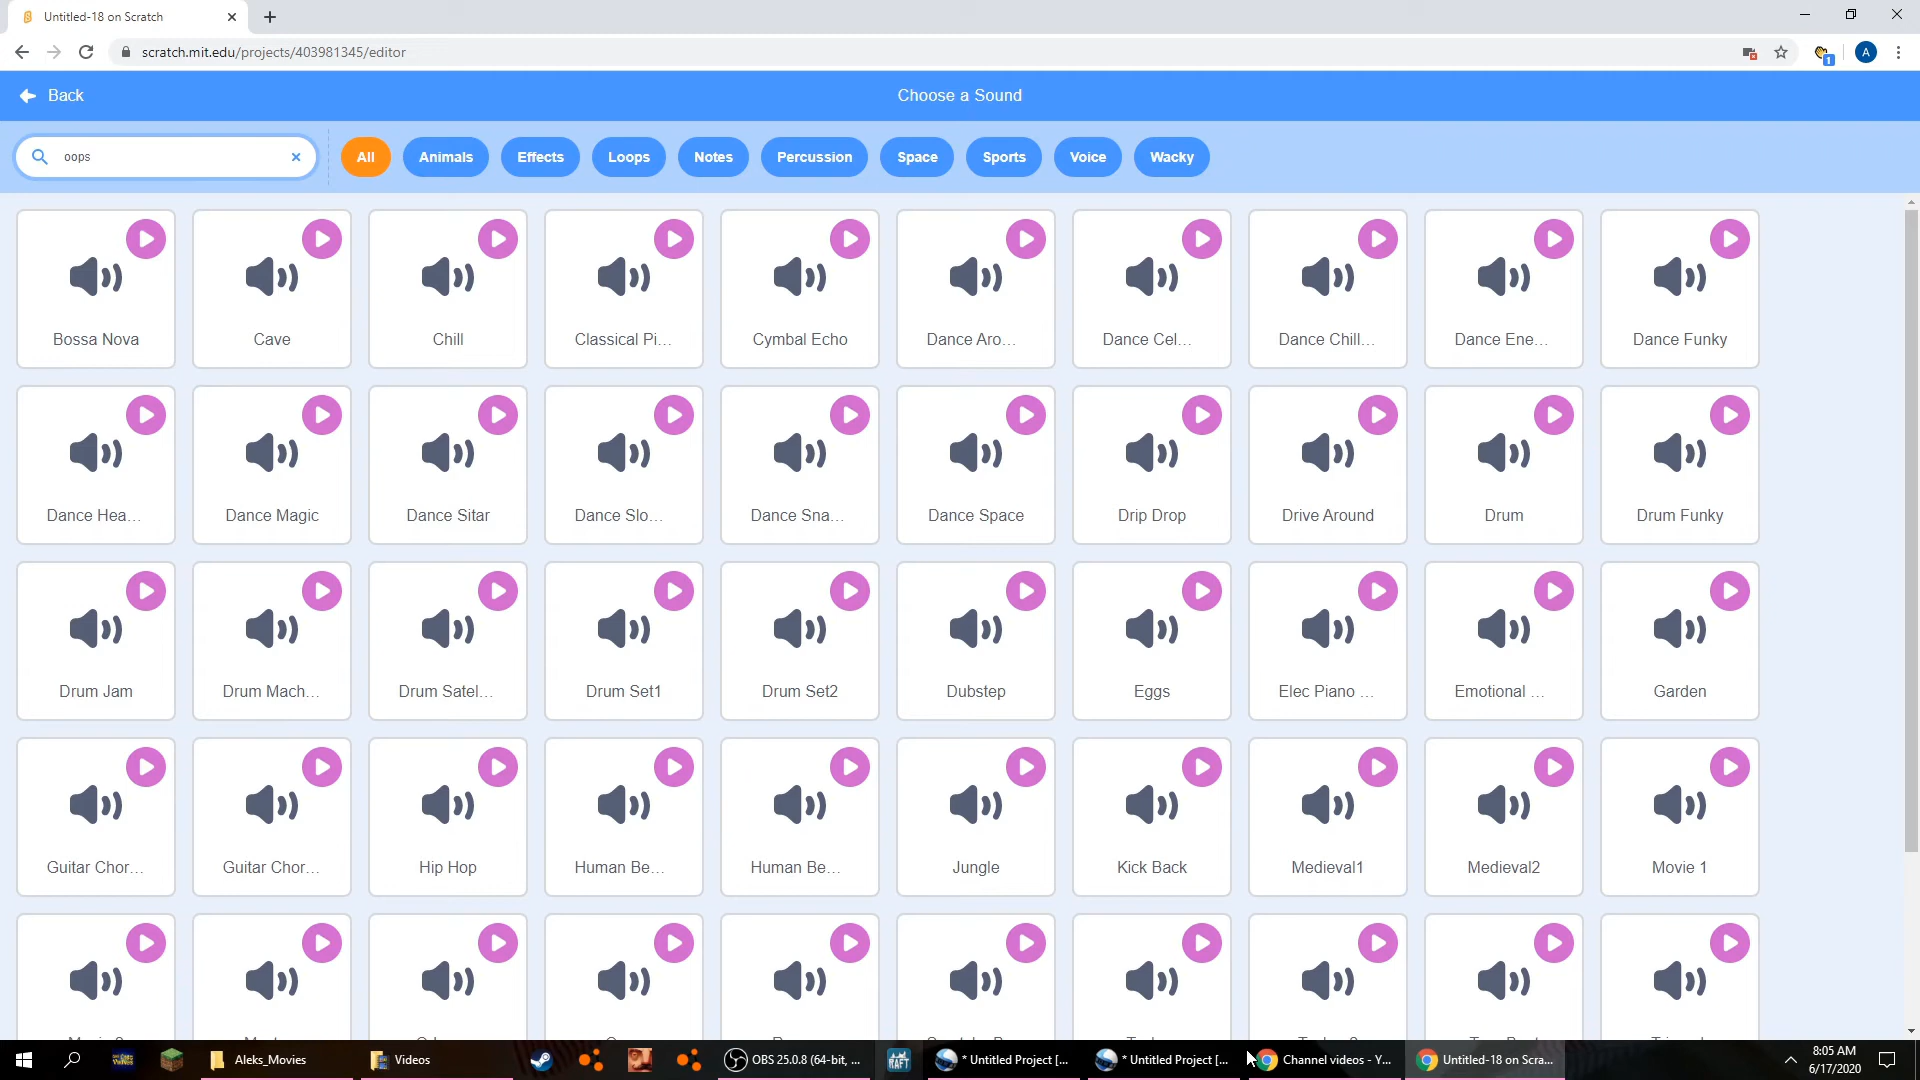 Untitled-18 on Scratch
scratch.mit.edu/projects/403981345/editor
1
A
Back
Choose a Sound
oops
All
Animals
Effects
Loops
Notes
Percussion
Space
Sports
Voice
Wacky
Bossa Nova
Cave
Chill
Classical Pi...
Cymbal Echo
Dance Aro...
Dance Cel...
Dance Chill...
Dance Ene...
Dance Funky
Dance Hea...
Dance Magic
Dance Sitar
Dance Slo...
Dance Sna...
Dance Space
Drip Drop
Drive Around
Drum
Drum Funky
Drum Jam
Drum Mach...
Drum Satel...
Drum Set1
Drum Set2
Dubstep
Eggs
Elec Piano ...
Emotional ...
Garden
Guitar Chor...
Guitar Chor...
Hip Hop
Human Be...
Human Be...
Jungle
Kick Back
Medieval1
Medieval2
Movie 1
Aleks_Movies
Videos
OBS 25.0.8 (64-bit, ...
RAFT
* Untitled Project [...
* Untitled Project [...
Channel videos - Y...
Untitled-18 on Scra...
8:05 AM
6/17/2020